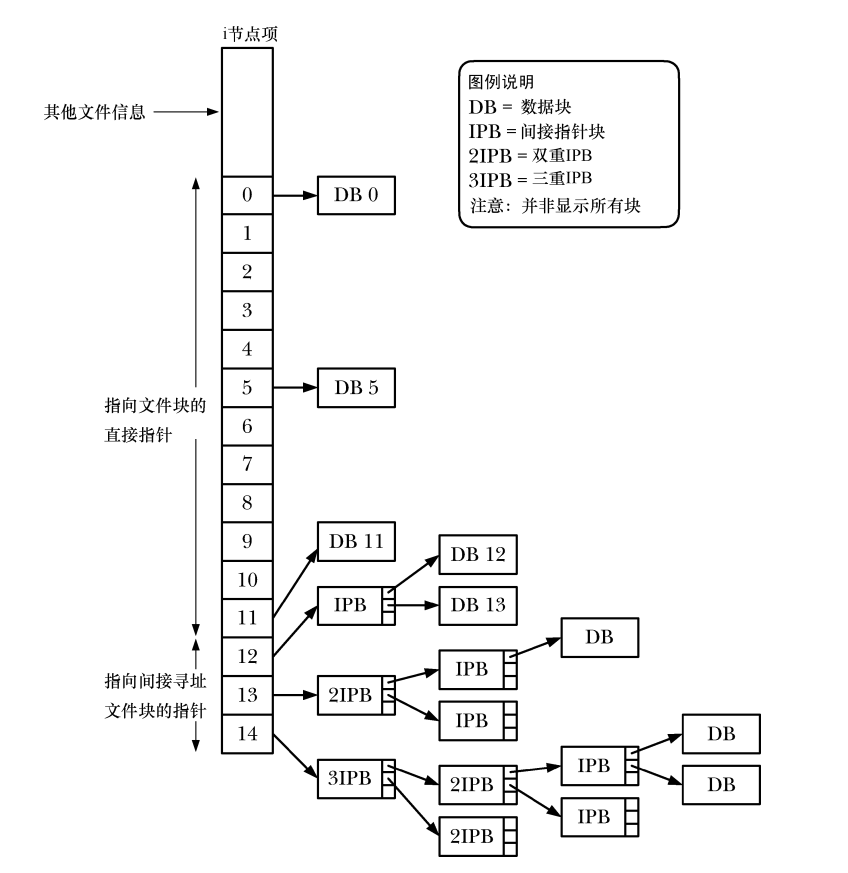 i节点项
其他文件信息
图例说明
DB = 数据块
IPB = 间接指针块
2IPB = 双重IPB
3IPB = 三重IPB
注意：并非显示所有块
0
DB 0
1
2
3
4
5
DB 5
指向文件块的
直接指针
6
7
8
9
DB 11
10
DB 12
11
IPB
DB 13
12
DB
指向间接寻址
文件块的指针
13
2IPB
IPB
IPB
14
DB
3IPB
2IPB
IPB
DB
IPB
2IPB